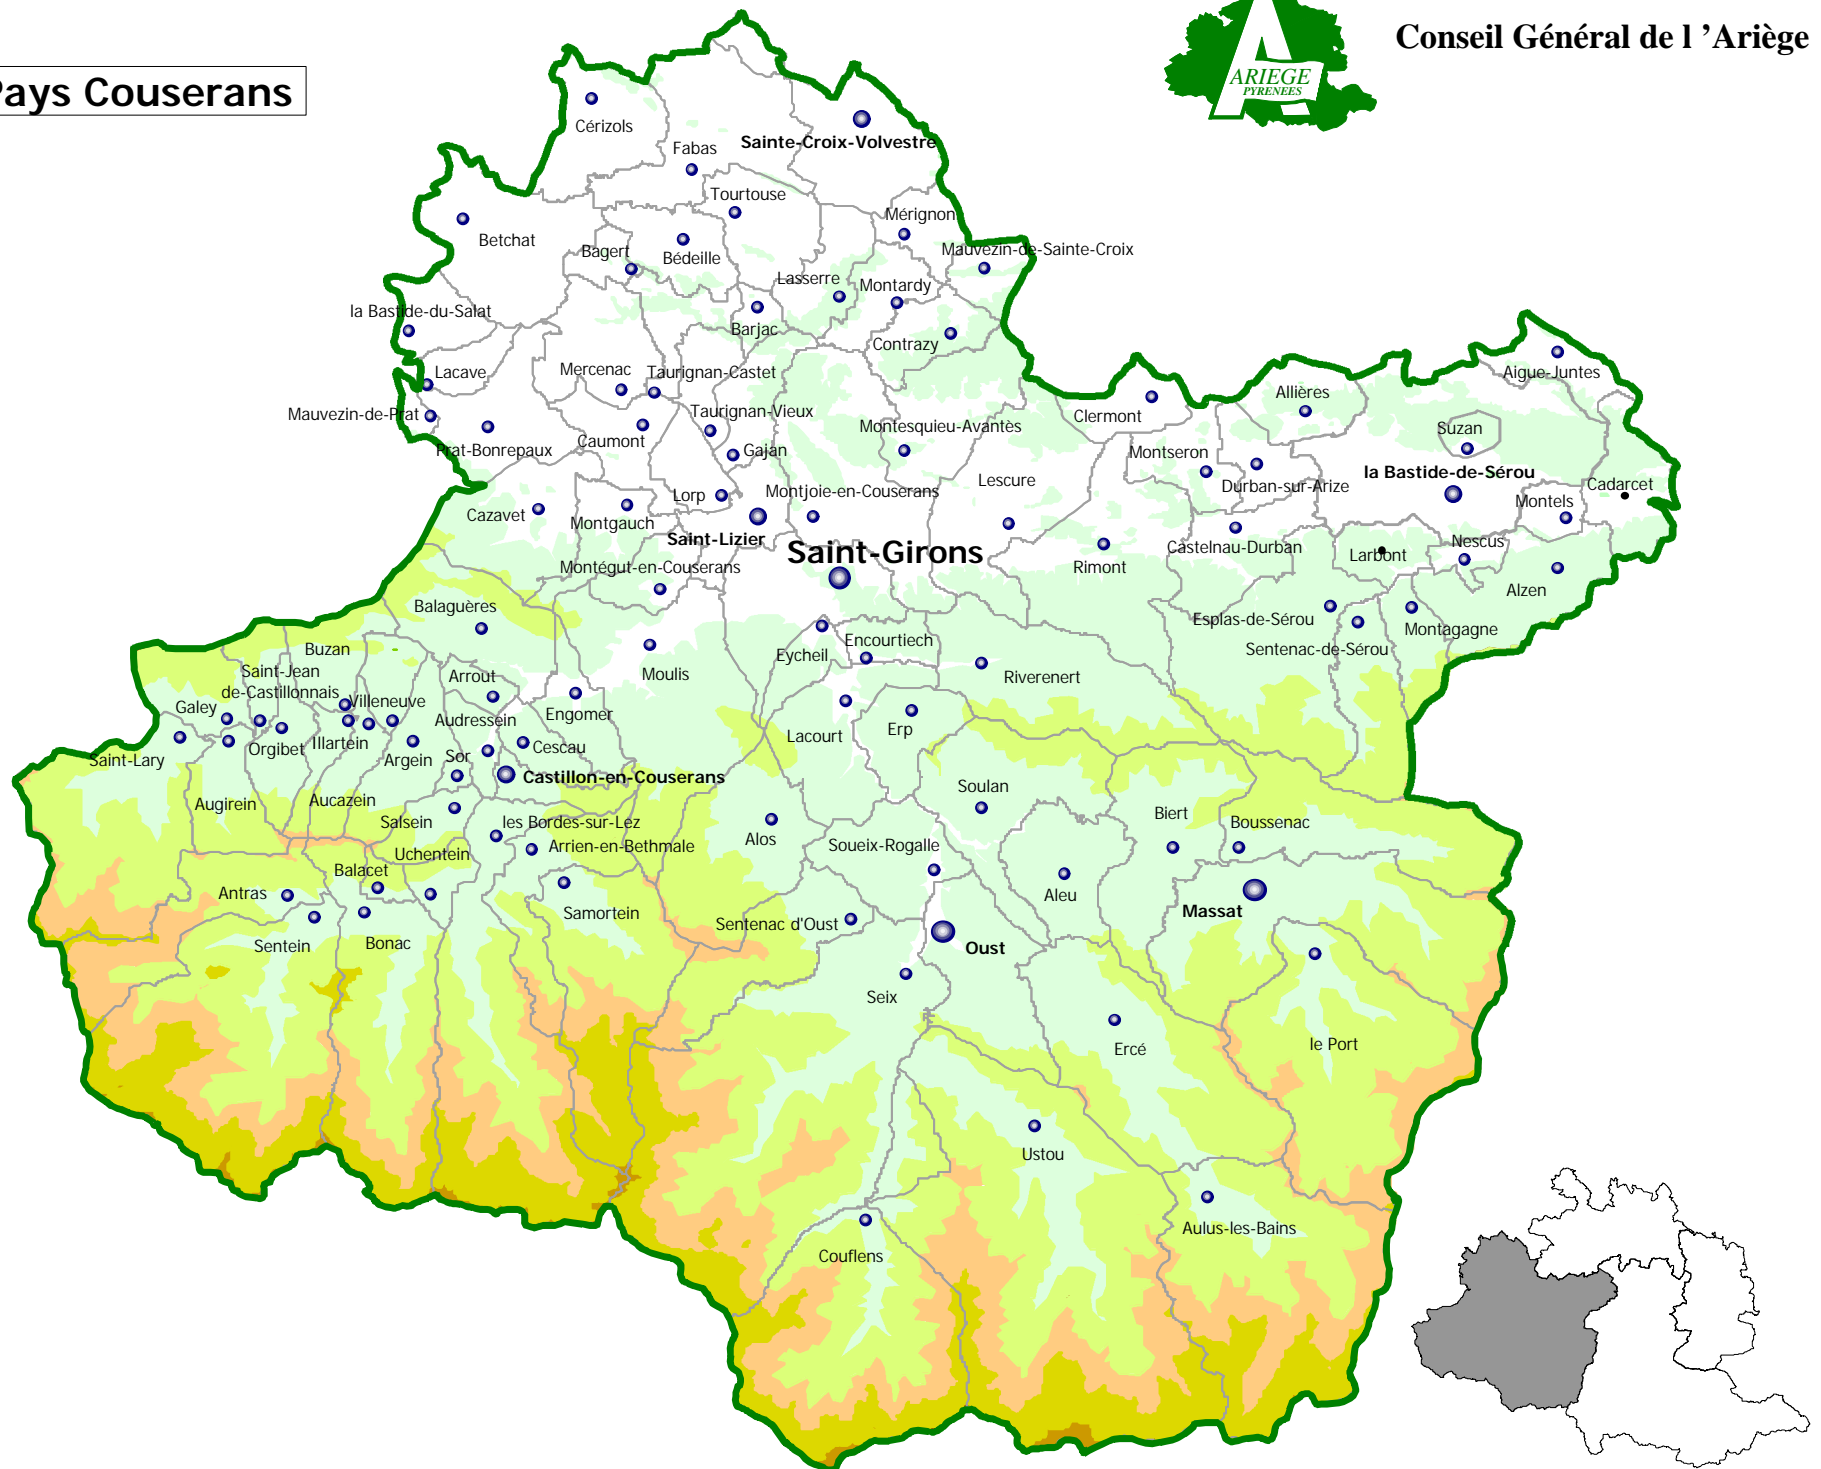 Conseil Général de l ’Ariège
ARIEGE
PYRENEES
Pays Couserans
Cérizols
Sainte-Croix-Volvestre
Fabas
Tourtouse
Mérignon
Betchat
Bagert
Bédeille
Mauvezin-de-Sainte-Croix
Lasserre
Montardy
la Bastide-du-Salat
Barjac
Contrazy
Lacave
Mercenac
Taurignan-Castet
Aigue-Juntes
Allières
Mauvezin-de-Prat
Taurignan-Vieux
Clermont
Prat-Bonrepaux
Caumont
Gajan
Montesquieu-Avantès
Suzan
Montseron
la Bastide-de-Sérou
Lescure
Durban-sur-Arize
Cadarcet
Cazavet
Montgauch
Lorp
Montjoie-en-Couserans
Montels
Saint-Lizier
Saint-Girons
Castelnau-Durban
Larbont
Nescus
Montégut-en-Couserans
Rimont
Alzen
Balaguères
Esplas-de-Sérou
Montagagne
Buzan
Encourtiech
Eycheil
Sentenac-de-Sérou
Saint-Jean
de-Castillonnais
Arrout
Moulis
Riverenert
Galey
Villeneuve
Audressein
Engomer
Saint-Lary
Orgibet
Illartein
Argein
Sor
Cescau
Lacourt
Erp
Castillon-en-Couserans
Augirein
Aucazein
Salsein
les Bordes-sur-Lez
Soulan
Biert
Boussenac
Uchentein
Arrien-en-Bethmale
Alos
Soueix-Rogalle
Balacet
Antras
Samortein
Aleu
Massat
Sentein
Bonac
Sentenac d'Oust
Oust
Seix
Ercé
le Port
Ustou
Couflens
Aulus-les-Bains